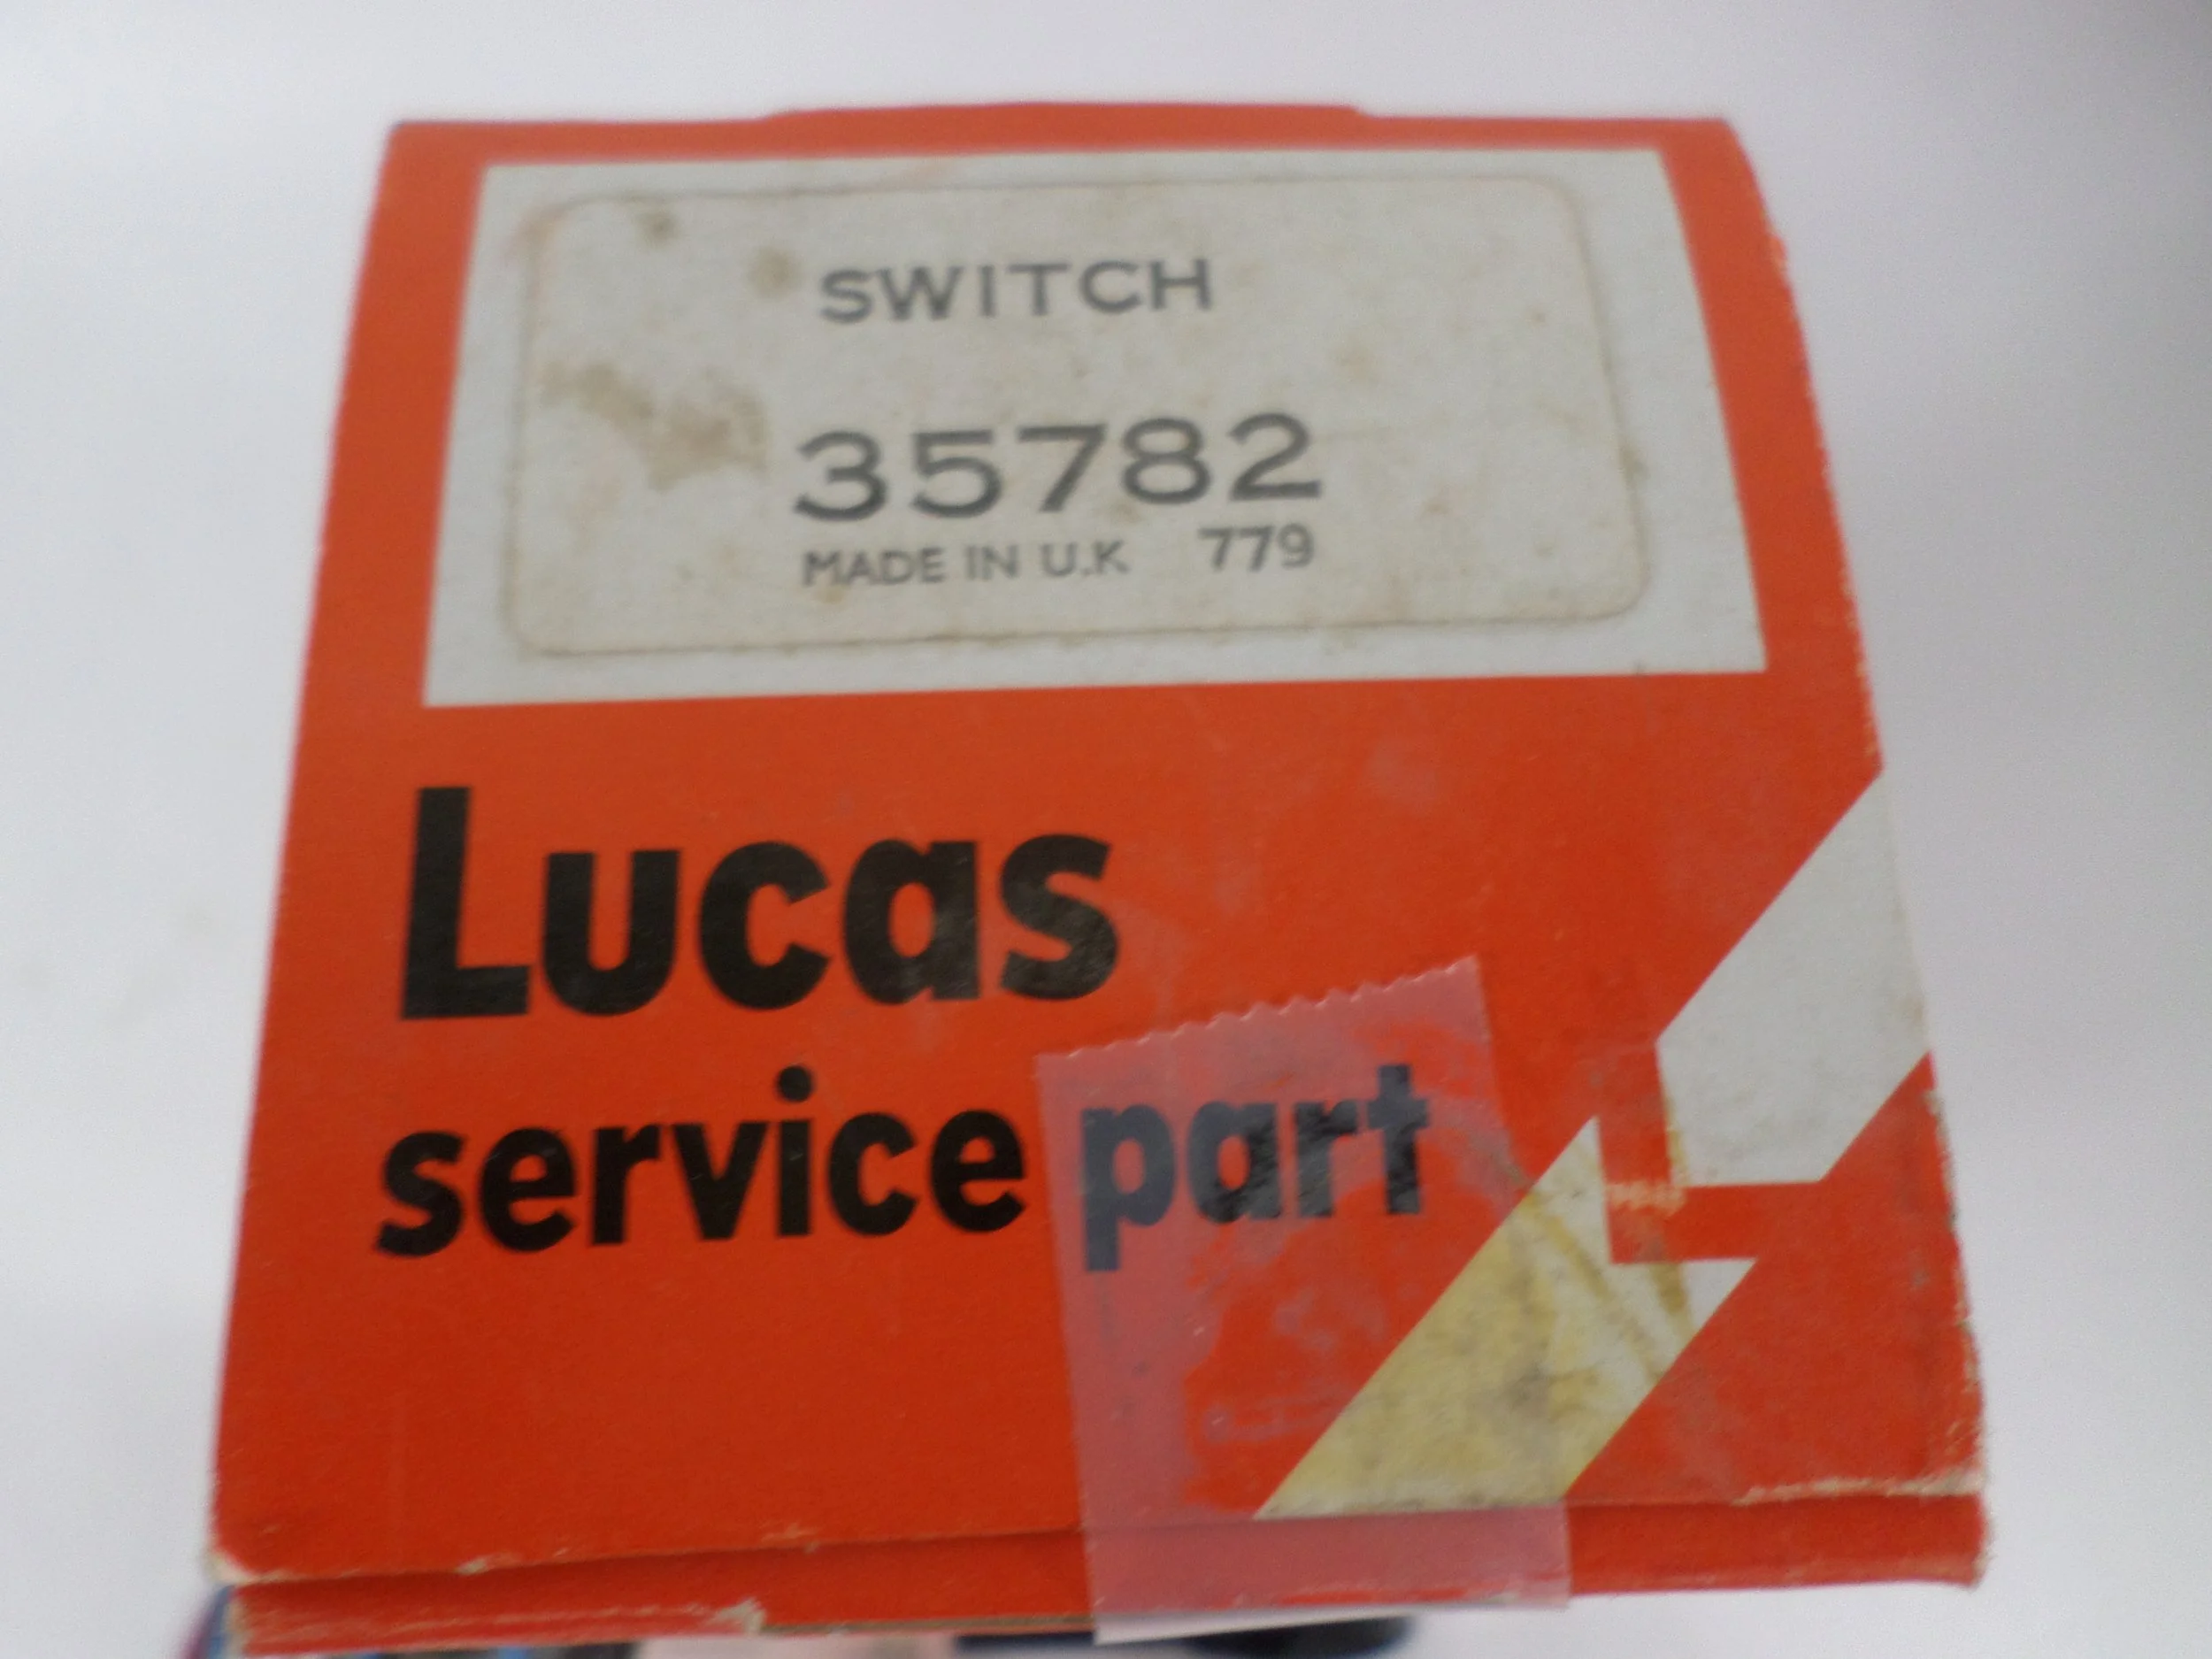 SWITCH
35782
MADE IN U.K 779
Lucas
service part